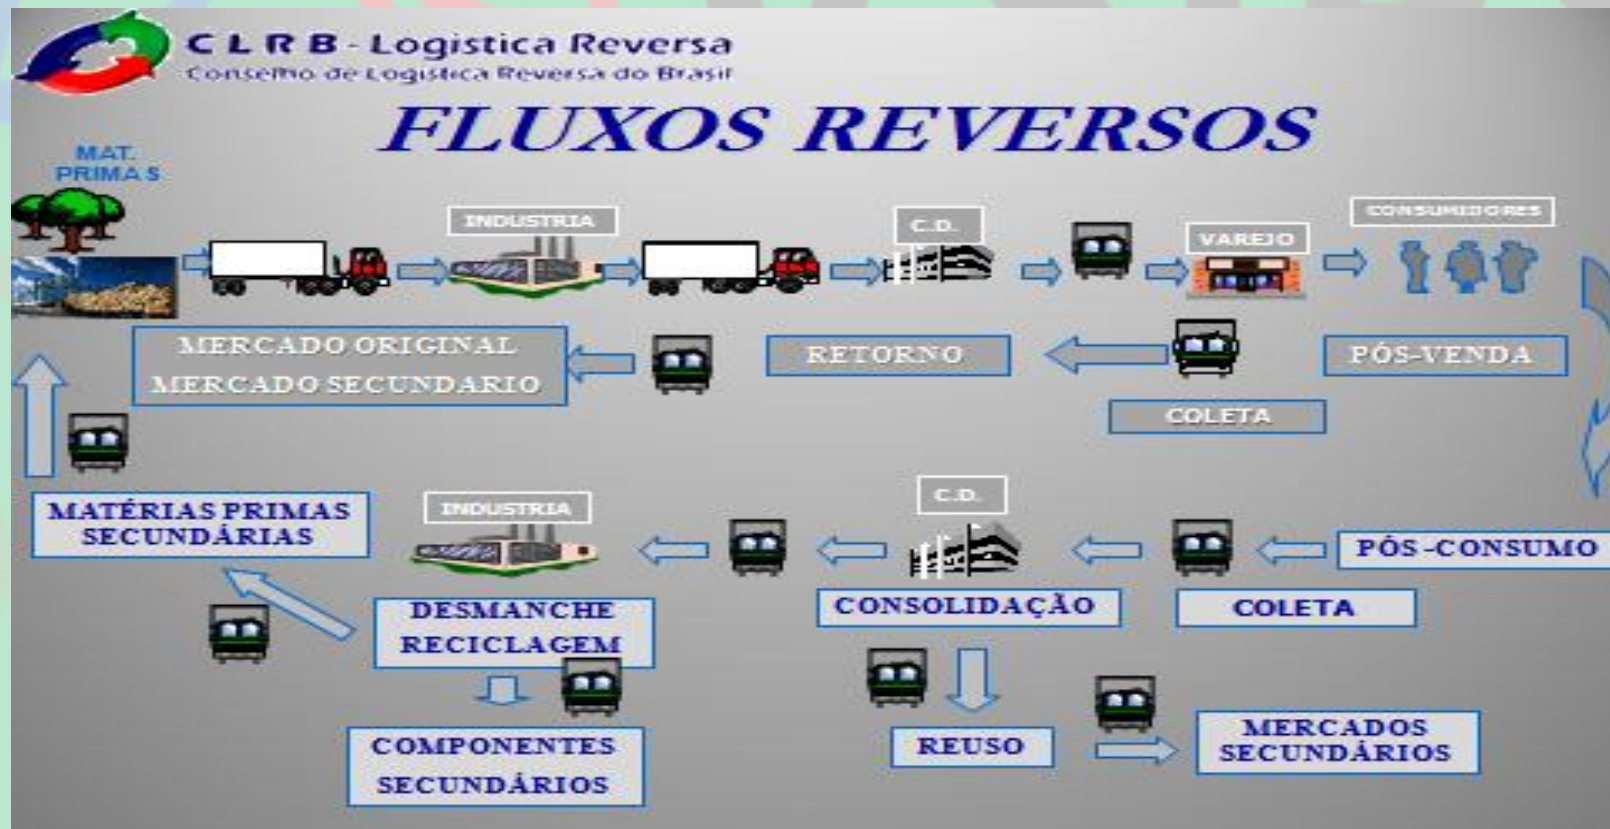 CLRB - Logistica Reversa
Conselho de Logistica Reversa do Brasil
FLUXOS REVERSOS
MAT.
PRIMAS
INDUSTRIA
C.D.
VAREJO
CONSUMIDORES
MERCADO ORIGINAL
MERCADO SECUNDARIO
RETORNO
PÓS-VENDA
COLETA
MATÉRIAS PRIMAS
SECUNDÁRIAS
INDUSTRIA
C.D.
PÓS-CONSUMO
DESMANCHE
RECICLAGEM
CONSOLIDAÇÃO
COLETA
COMPONENTES
SECUNDÁRIOS
REUSO
MERCADOS
SECUNDÁRIOS